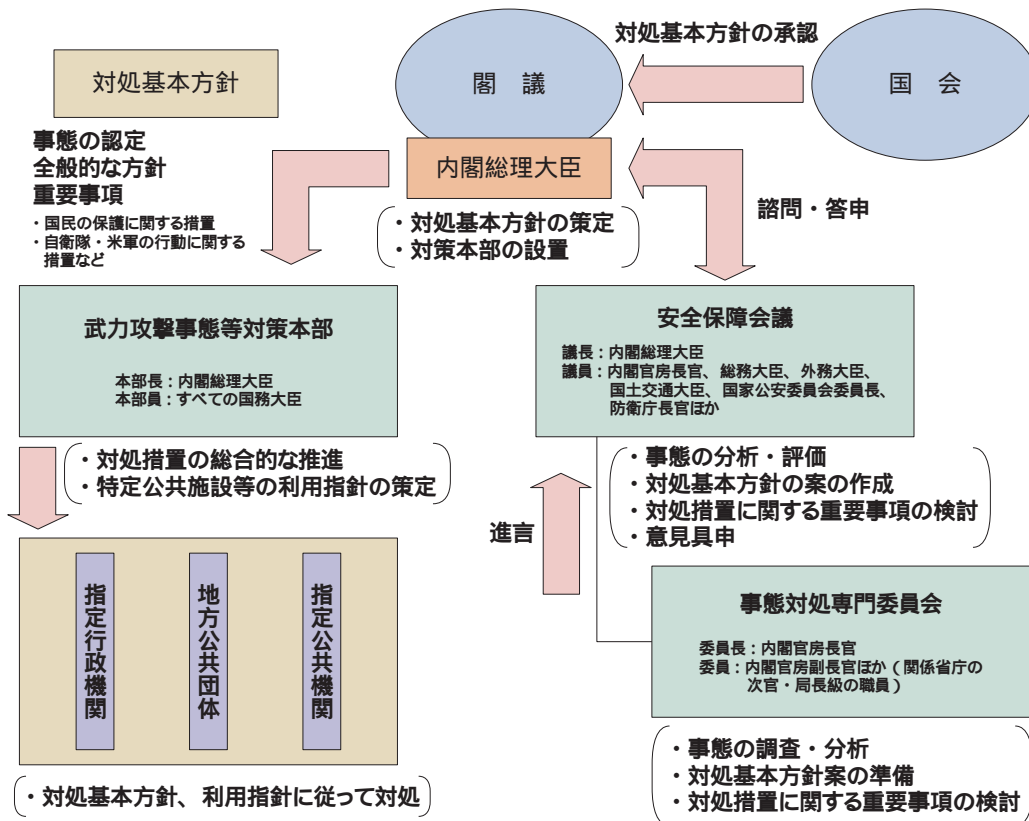 対処基本方針の承認
対処基本方針
閣　議
国　会
事態の認定
全般的な方針
重要事項
・国民の保護に関する措置
・自衛隊・米軍の行動に関する
措置など
内閣総理大臣
・対処基本方針の策定
・対策本部の設置
諮問・答申
武力攻撃事態等対策本部
本部長：内閣総理大臣
本部員：すべての国務大臣
安全保障会議
議長：内閣総理大臣
議員：内閣官房長官、総務大臣、外務大臣、
国土交通大臣、国家公安委員会委員長、
防衛庁長官ほか
・対処措置の総合的な推進
・特定公共施設等の利用指針の策定
・事態の分析・評価
・対処基本方針の案の作成
・対処措置に関する重要事項の検討
・意見具申
進言
指定行政機関
地方公共団体
指定公共機関
事態対処専門委員会
委員長：内閣官房長官
委員：内閣官房副長官ほか（関係省庁の
次官・局長級の職員）
・対処基本方針、利用指針に従って対処
・事態の調査・分析
・対処基本方針案の準備
・対処措置に関する重要事項の検討